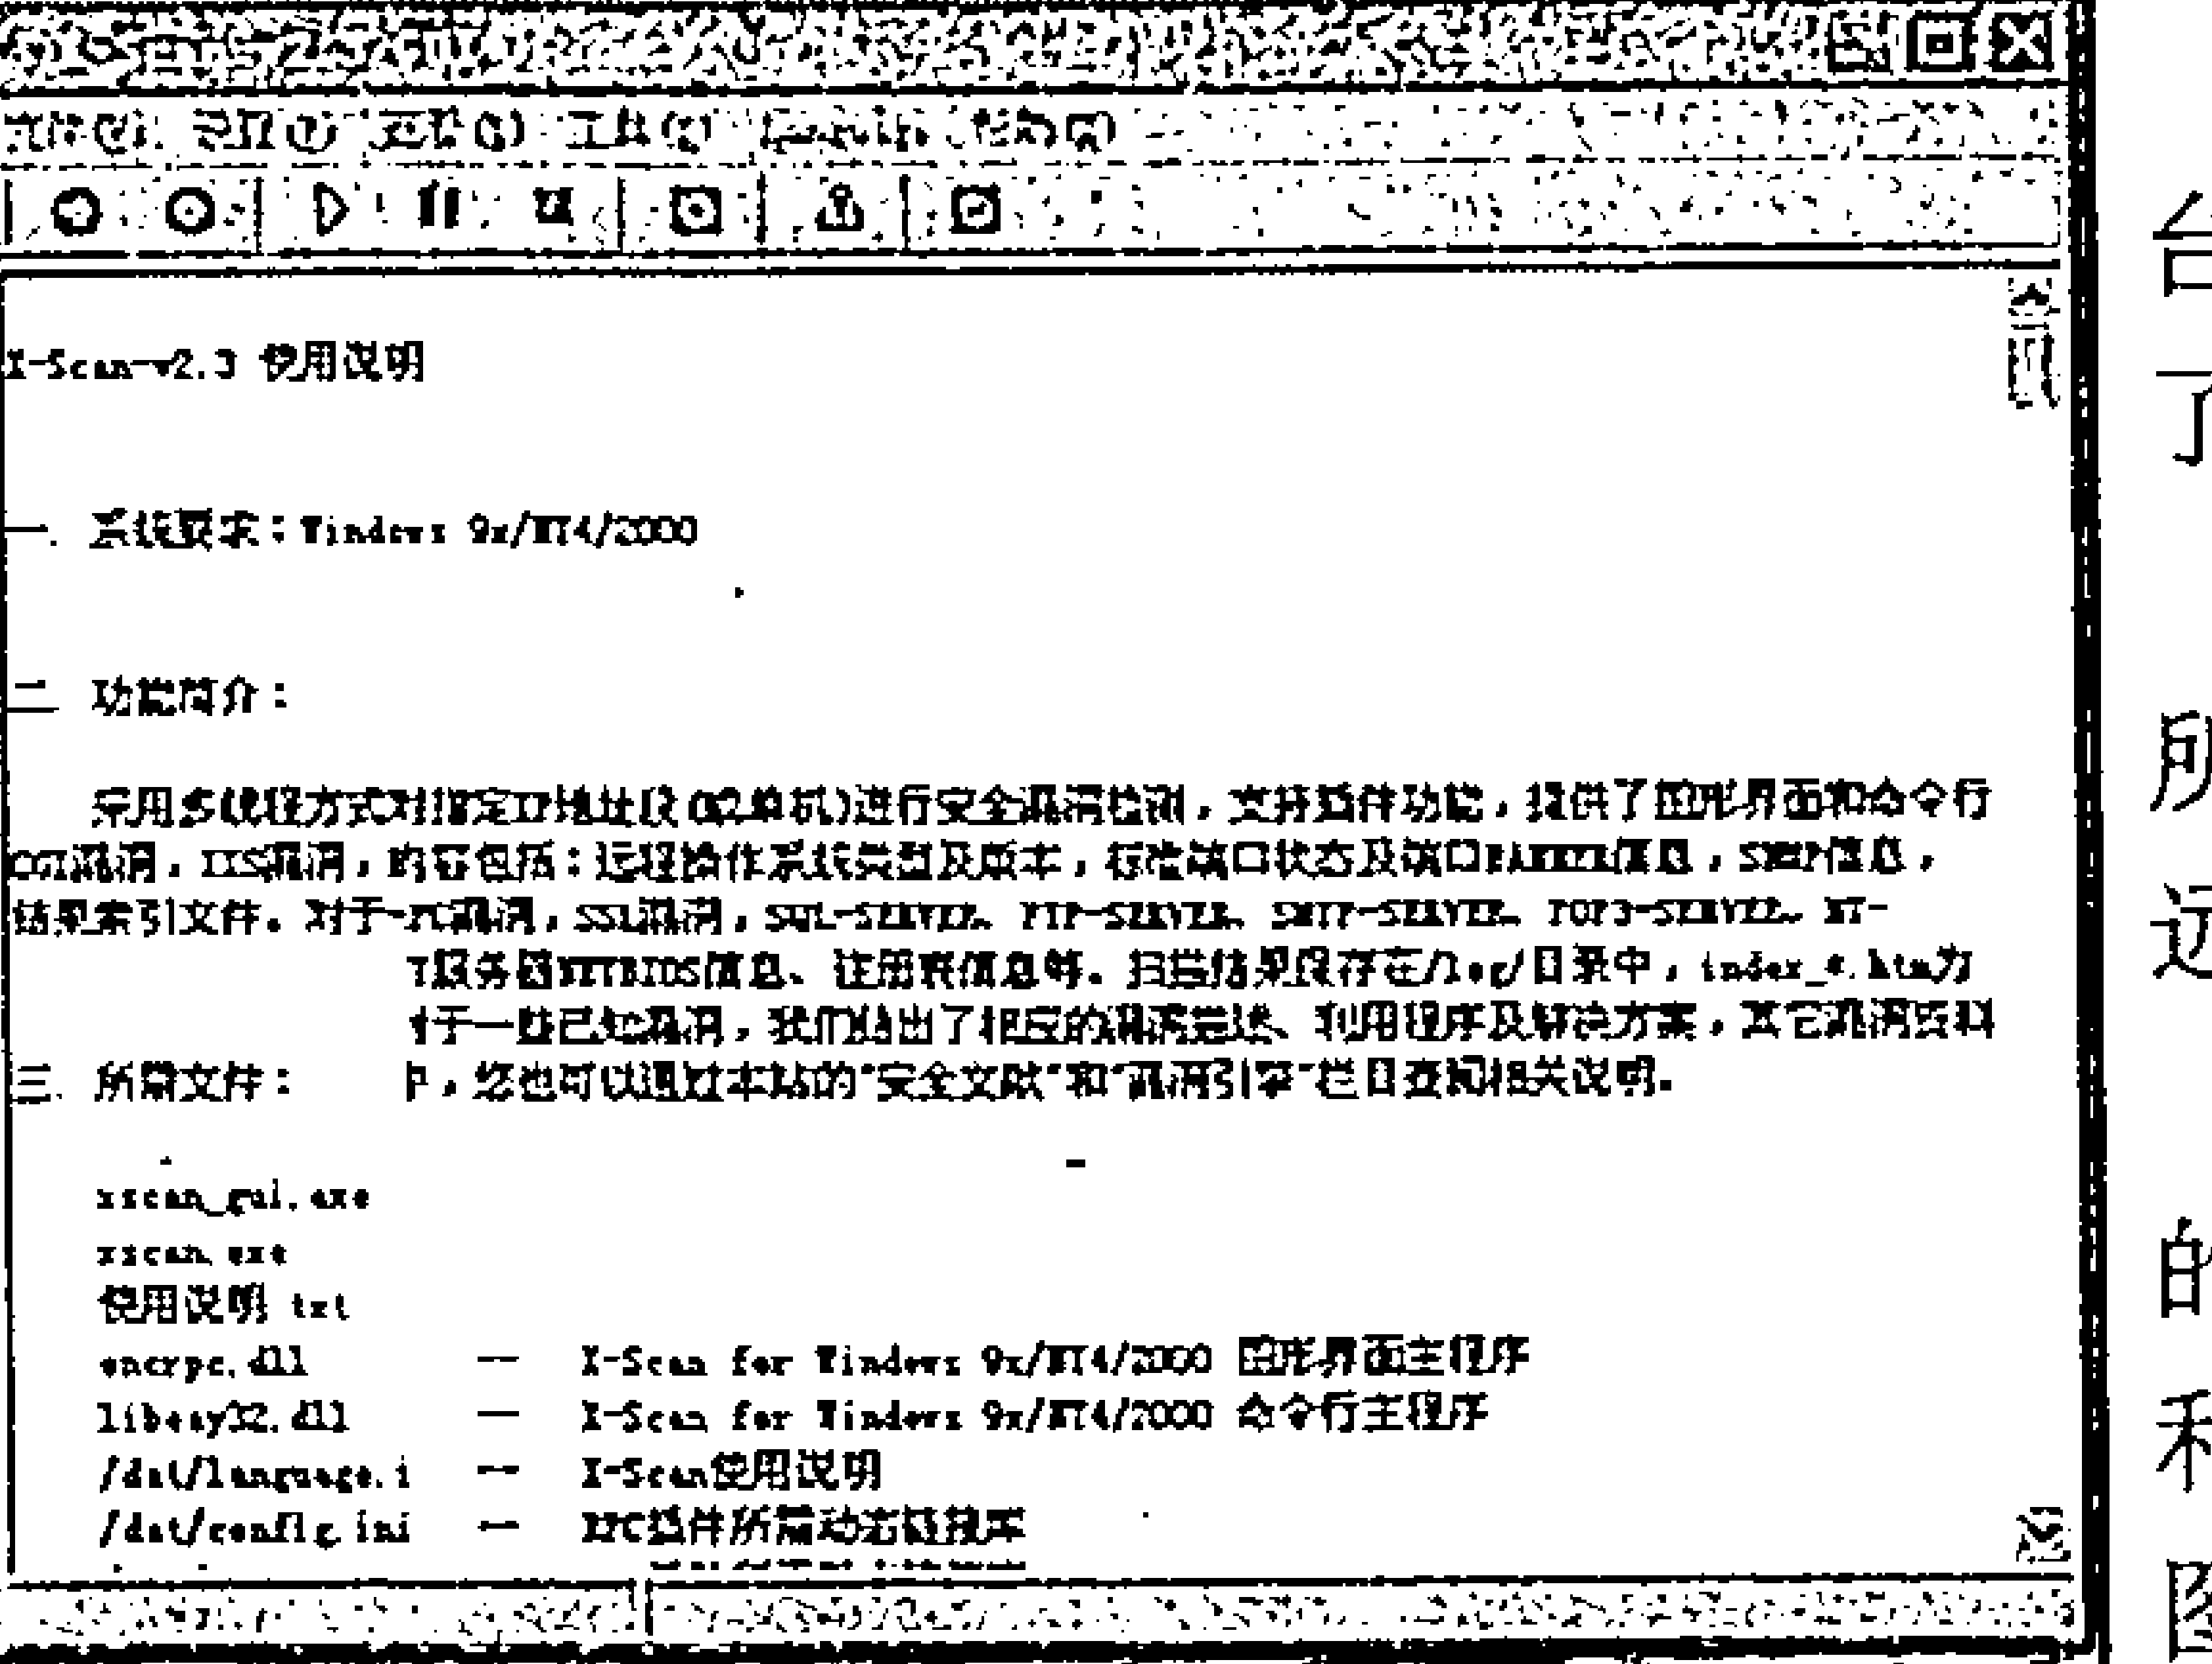 X-Scan-v2.3 使用说明
一. 系统要求：Windows 9x/NT4/2000
二 功能简介：
采用多线程方式对指定IP地址段(或单机)进行安全漏洞检测，支持插件功能，提供了图形界面和命令行
CGI漏洞，IIS漏洞，内容包括：远程操作系统类型及版本，标准端口状态及端口BANNER信息，SNMP信息，
结果索引文件。对于-PC漏洞，SSL漏洞，SQL-SERVER、FTP-SERVER、SMTP-SERVER、POP3-SERVER、NT-
T服务器NETBIOS信息、注册表信息等。扫描结果保存在/log/目录中，index_*.htm为
于一些已知漏洞，我们给出了相应的漏洞描述、利用程序及解决方案，其它漏洞资料
三. 所需文件： ，您也可以通过本站的"安全文献"和"漏洞引擎"栏目查阅相关说明.
xscan_gui.exe
xscan.exe
使用说明 txt
oncrpc.dll — X-Scan for Windows 9x/NT4/2000 图形界面主程序
libeay32.dll — X-Scan for Windows 9x/NT4/2000 命令行主程序
/dat/language.i — X-Scan使用说明
/dat/config.ini — RPC插件所需动态链接库
台
了
所
远
的
和
图